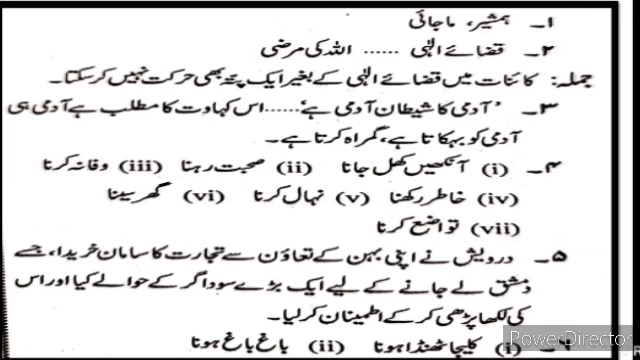 ۱۔ ہمشیر، ماجائی
۲۔ قضائے الٰہی ...... اللہ کی مرضی
جملہ: کائنات میں قضائے الٰہی کے بغیر ایک پتہ بھی حرکت نہیں کر سکتا۔
۳۔ 'آدمی کا شیطان آدمی ہے'...... اس کہاوت کا مطلب ہے آدمی ہی
آدمی کو بہکاتا ہے، گمراہ کرتا ہے۔
۴۔ (i) آنکھیں کھل جانا (ii) صحبت رہنا (iii) وفا نہ کرنا
(iv) خاطر رکھنا (v) نہال کرنا (vi) گھر سینا
(vii) تواضع کرنا
۵۔ درویش نے اپنی بہن کے تعاون سے تجارت کا سامان خریدا، جسے
دمشق لے جانے کے لیے ایک بڑے سوداگر کے حوالے کیا اور اس
کی لکھا پڑھی کر کے اطمینان کر لیا۔
(i) کلیجا ٹھنڈا ہونا (ii) باغ باغ ہونا
PowerDirector